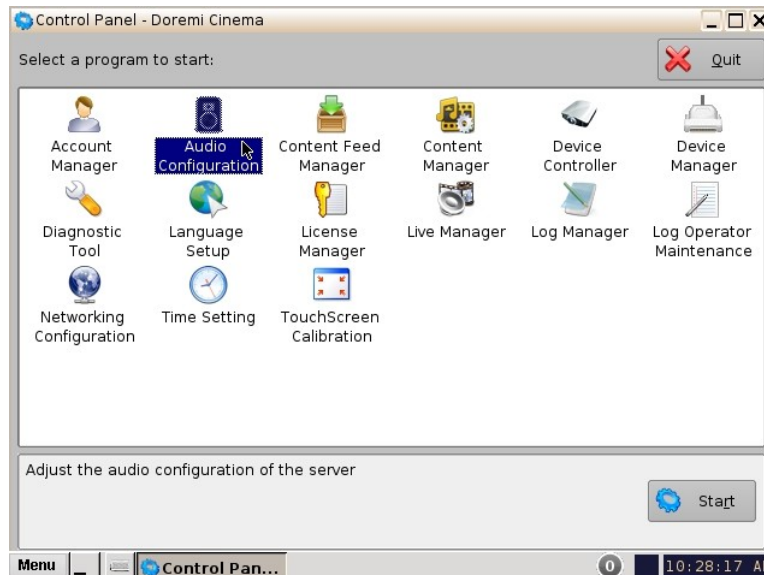 Control Panel - Doremi Cinema
Select a program to start:
Quit
Account Manager
Audio Configuration
Content Feed Manager
Content Manager
Device Controller
Device Manager
Diagnostic Tool
Language Setup
License Manager
Live Manager
Log Manager
Log Operator Maintenance
Networking Configuration
Time Setting
TouchScreen Calibration
Adjust the audio configuration of the server
Start
Menu
Control Pan...
0
10:28:17 A